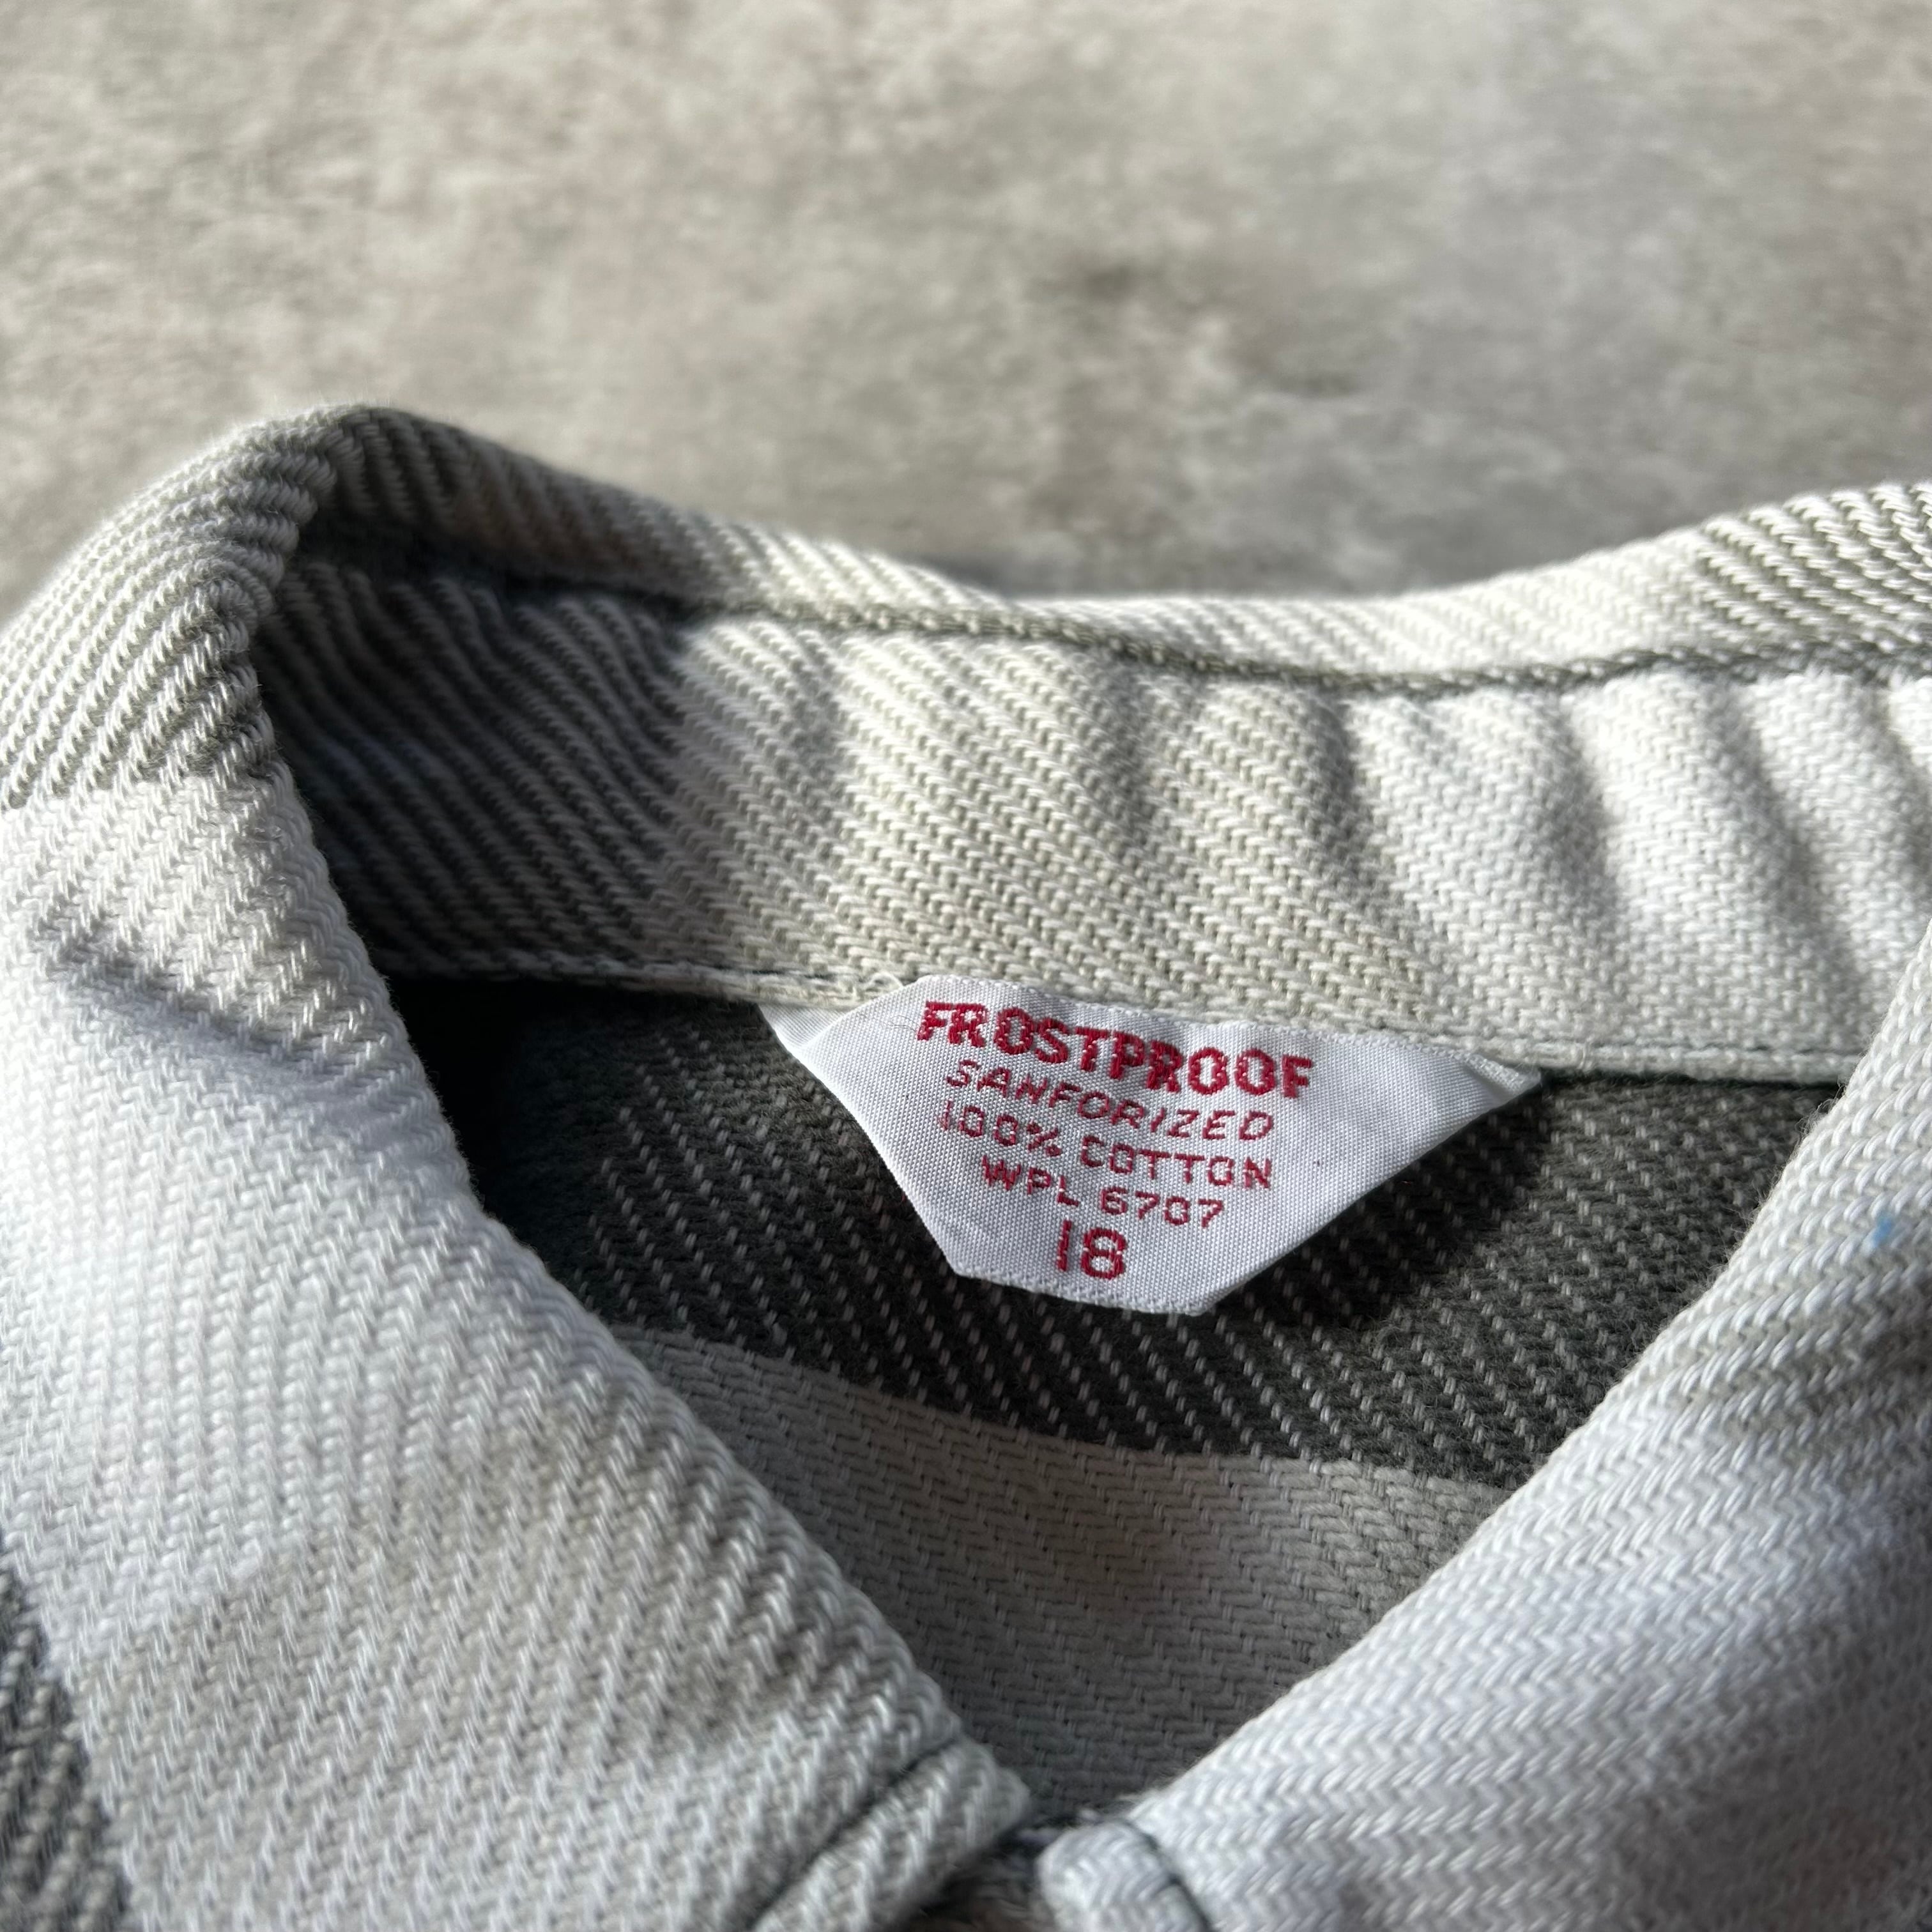 FROSTPROOF
SANFORIZED
100% COTTON
WPL 6707
18